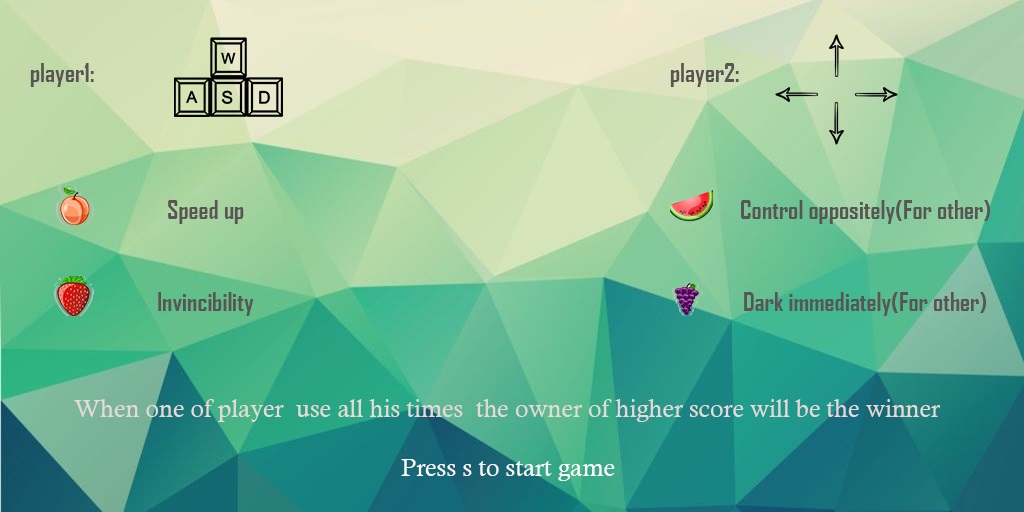 player1:
W
A S D
player2:
Speed up
Control oppositely(For other)
Invincibility
Dark immediately(For other)
When one of player  use all his times  the owner of higher score will be the winner
Press s to start game